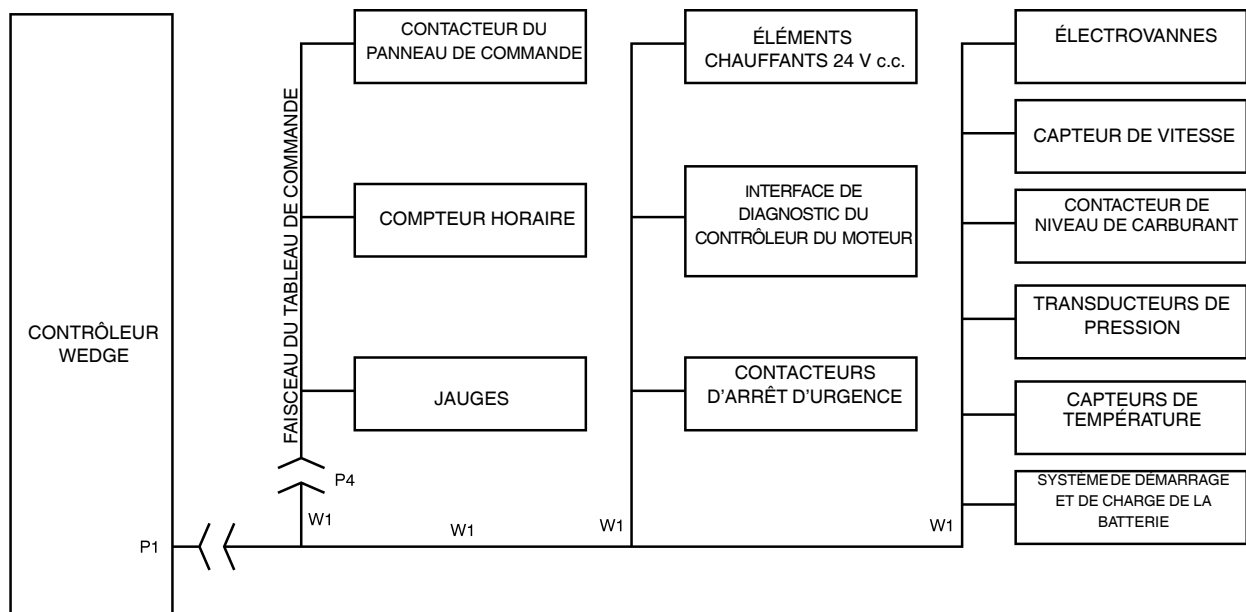 CONTRÔLEUR
WEDGE
P1
FAISCEAU DU TABLEAU DE COMMANDE
P4
W1
W1
W1
W1
CONTACTEUR DU
PANNEAU DE COMMANDE
COMPTEUR HORAIRE
JAUGES
ÉLÉMENTS
CHAUFFANTS 24 V c.c.
INTERFACE DE
DIAGNOSTIC DU
CONTRÔLEUR DU MOTEUR
CONTACTEURS
D’ARRÊT D’URGENCE
ÉLECTROVANNES
CAPTEUR DE VITESSE
CONTACTEUR DE
NIVEAU DE CARBURANT
TRANSDUCTEURS DE
PRESSION
CAPTEURS DE
TEMPÉRATURE
SYSTÈME DE DÉMARRAGE
ET DE CHARGE DE LA
BATTERIE